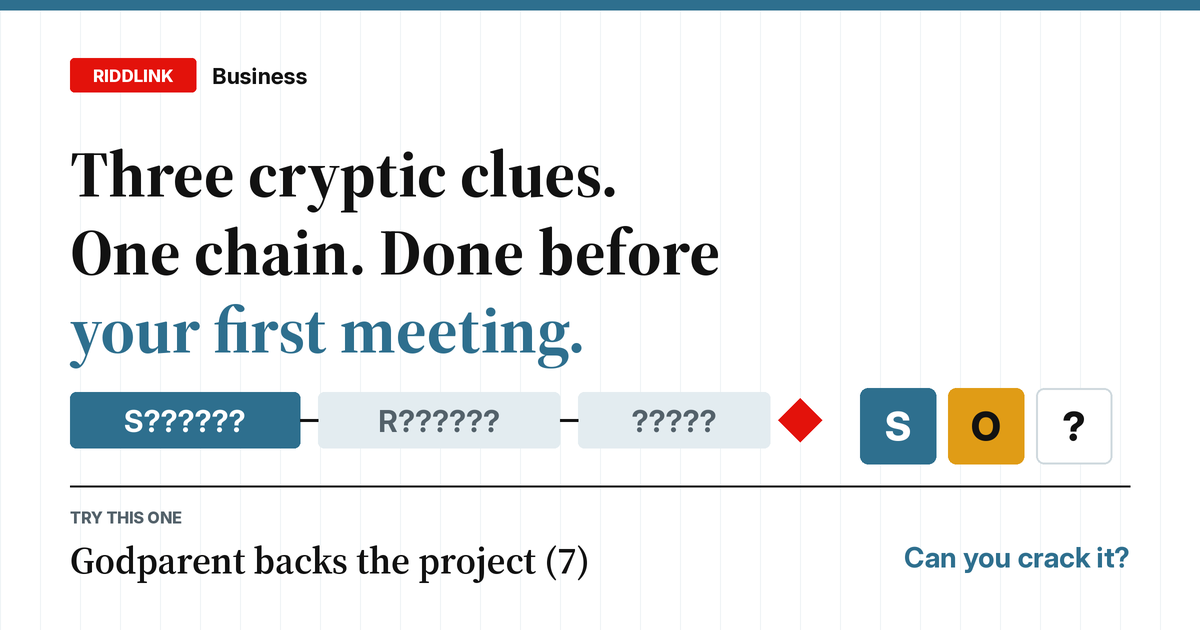 RIDDLINK Business
Three cryptic clues.
One chain. Done before
your first meeting.
S?????? R?????? ????? S O ?
TRY THIS ONE
Godparent backs the project (7)
Can you crack it?